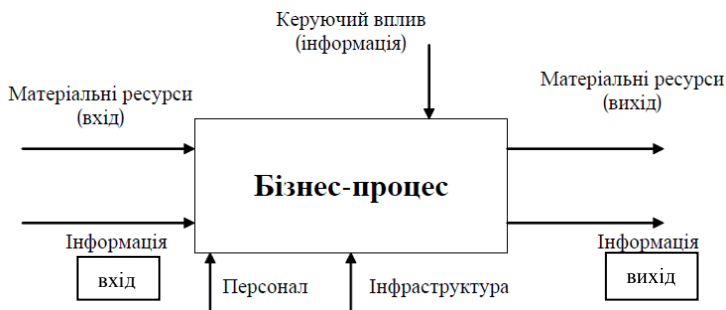 Керуючий вплив
(інформація)
Матеріальні ресурси
(вхід)
Матеріальні ресурси
(вихід)
Бізнес-процес
Інформація
вхід
Персонал
Інфраструктура
Інформація
вихід